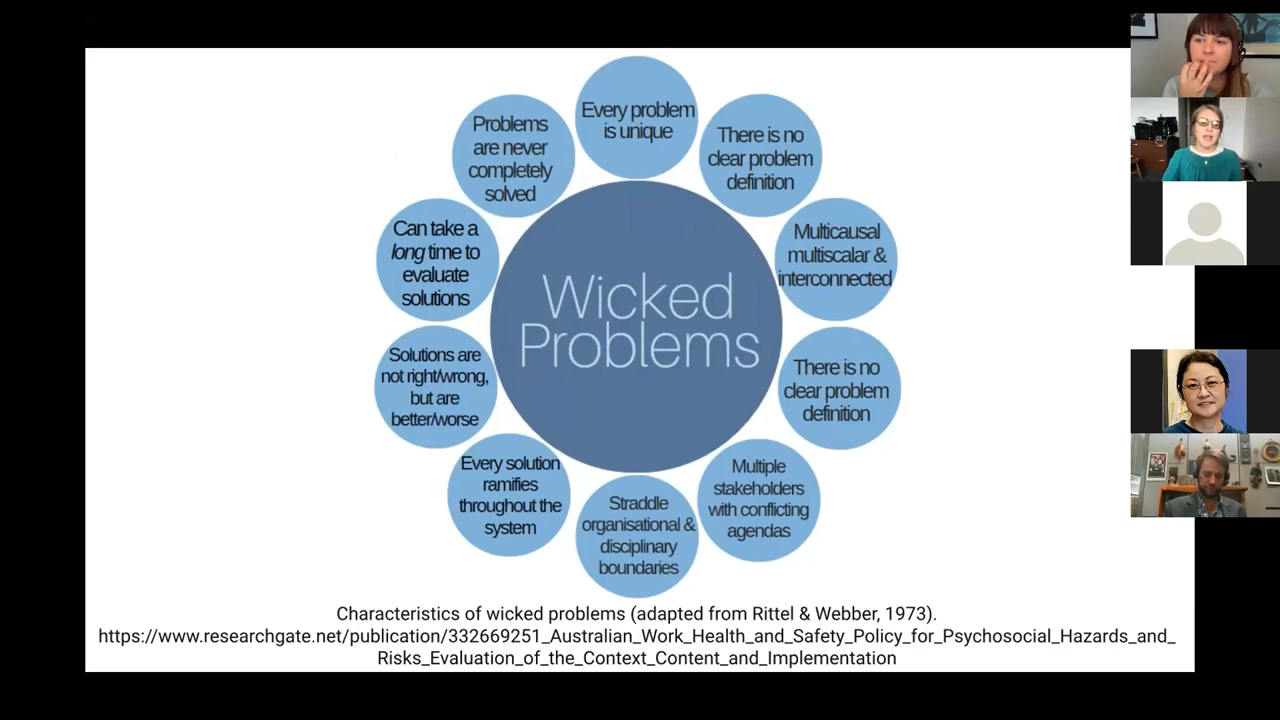 Every problem
is unique
There is no
clear problem
definition
Multicausal
multiscalar &
interconnected
There is no
clear problem
definition
Multiple
stakeholders
with conflicting
agendas
Straddle
organisational &
disciplinary
boundaries
Every solution
ramifies
throughout the
system
Solutions are
not right/wrong,
but are
better/worse
Can take a
long time to
evaluate
solutions
Problems
are never
completely
solved
Wicked
Problems
Characteristics of wicked problems (adapted from Rittel & Webber, 1973).
https://www.researchgate.net/publication/332669251_Australian_Work_Health_and_Safety_Policy_for_Psychosocial_Hazards_and_
Risks_Evaluation_of_the_Context_Content_and_Implementation